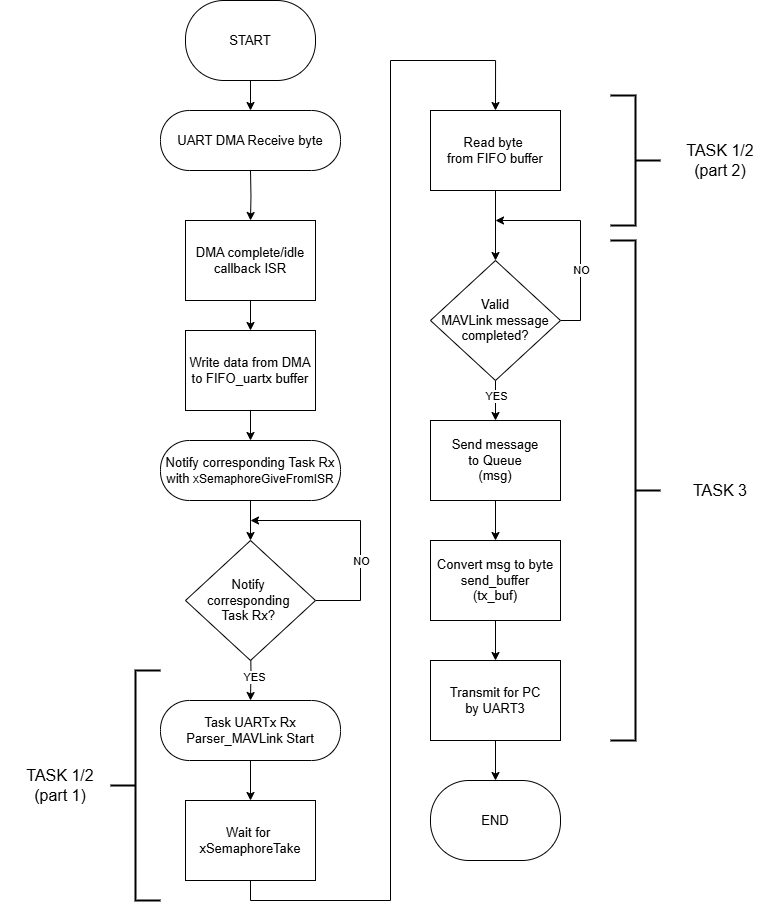 START
UART DMA Receive byte
DMA complete/idle
callback ISR
Write data from DMA
to FIFO_uartx buffer
Notify corresponding Task Rx
with xSemaphoreGiveFromISR
NO
Notify
corresponding
Task Rx?
YES
Task UARTx Rx
Parser_MAVLink Start
TASK 1/2
(part 1)
Wait for
xSemaphoreTake
Read byte
from FIFO buffer
TASK 1/2
(part 2)
NO
Valid
MAVLink message
completed?
YES
Send message
to Queue
(msg)
TASK 3
Convert msg to byte
send_buffer
(tx_buf)
Transmit for PC
by UART3
END